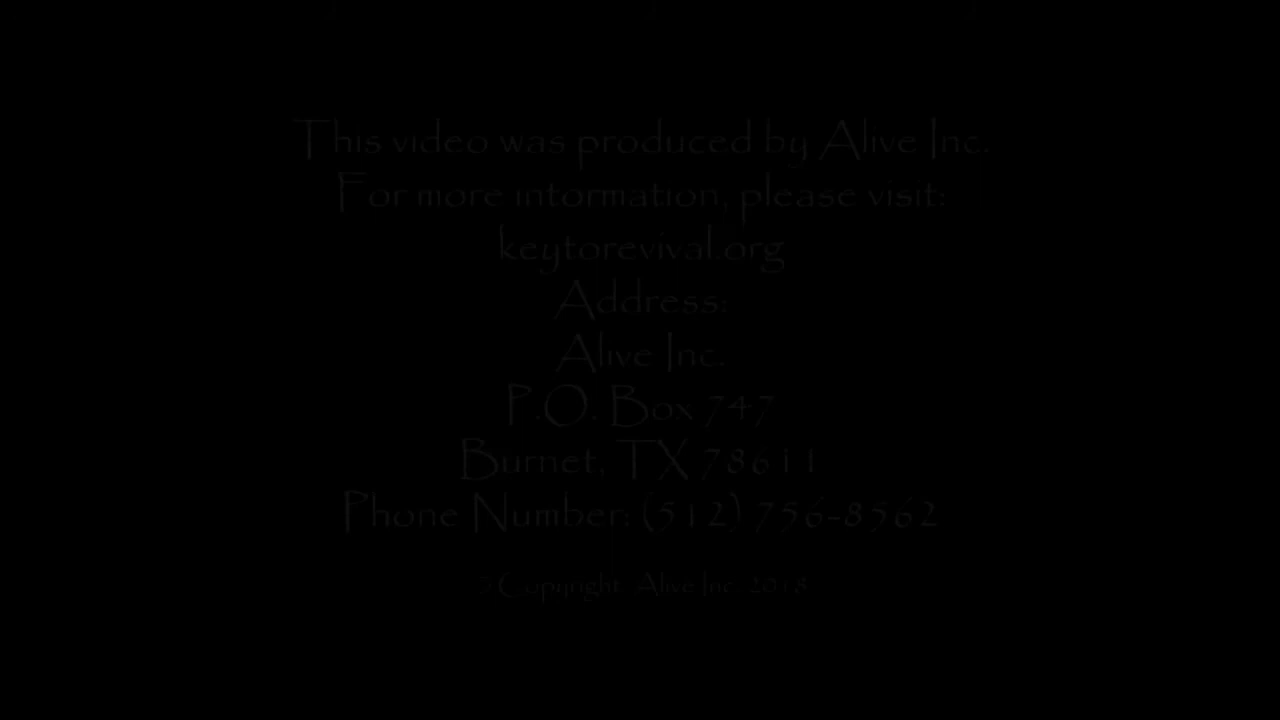 This video was produced by Alive Inc.
For more information, please visit:
keytorevival.org
Address:
Alive Inc.
P.O. Box 747
Burnet, TX 78611
Phone Number: (512) 756-8562
Copyright Alive Inc. 2018